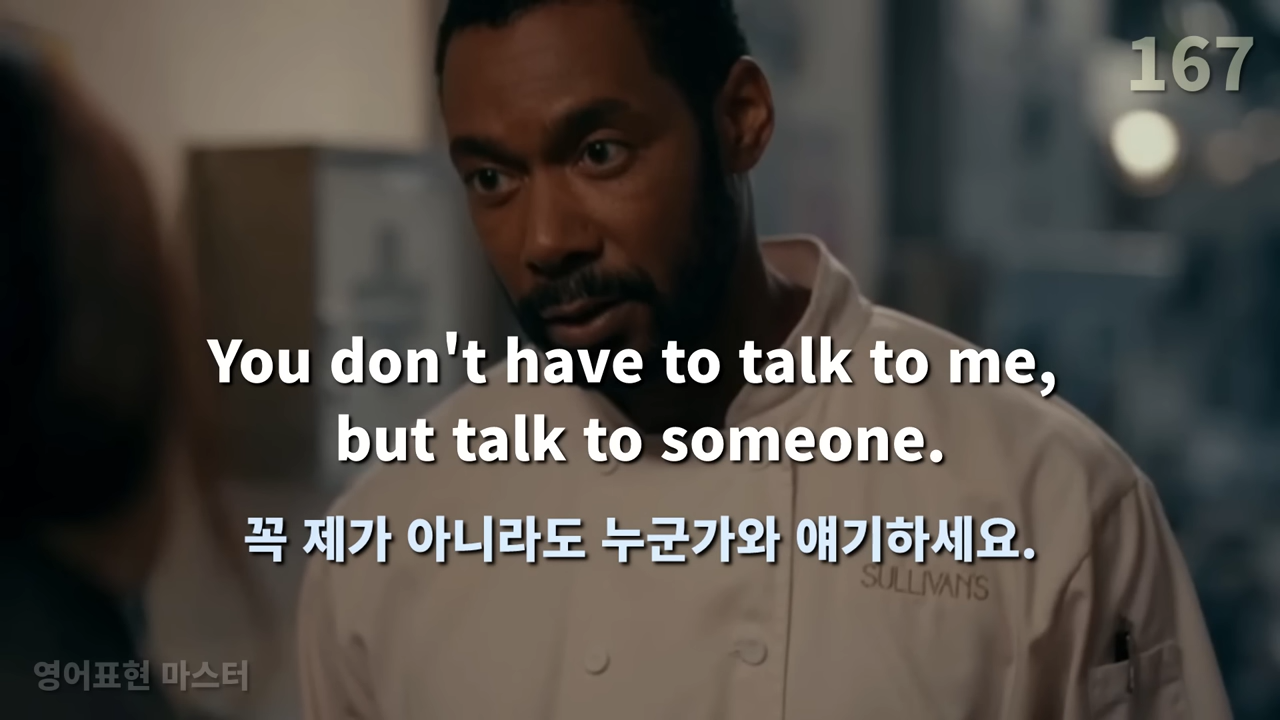 167
You don't have to talk to me,
but talk to someone.
꼭 제가 아니라도 누군가와 얘기하세요.
SULLIVAN'S
영어표현 마스터